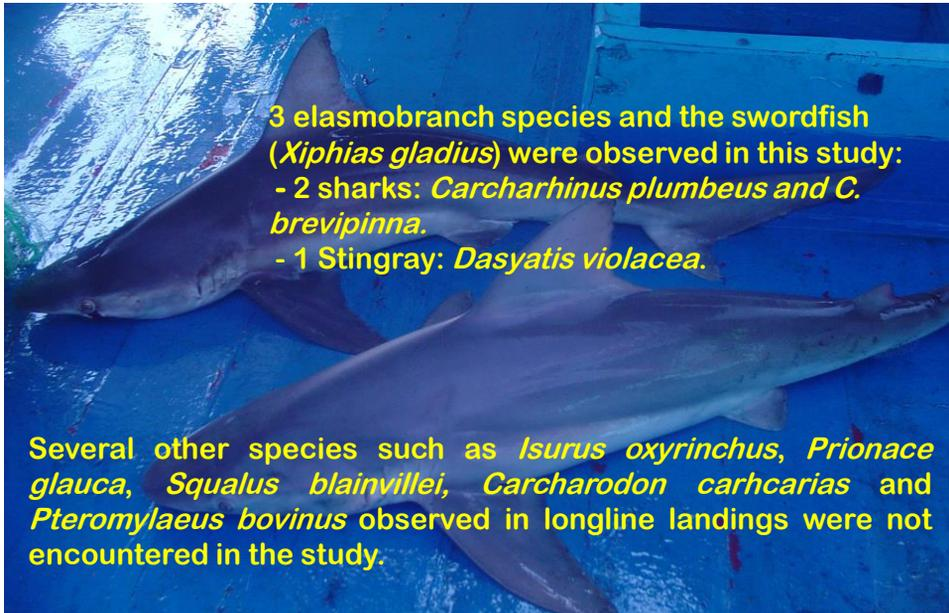 3 elasmobranch species and the swordfish
(Xiphias gladius) were observed in this study:
- 2 sharks: Carcharhinus plumbeus and C.
brevipinna.
- 1 Stingray: Dasyatis violacea.
Several other species such as Isurus oxyrinchus, Prionace
glauca, Squalus blainvillei, Carcharodon carhcarias and
Pteromylaeus bovinus observed in longline landings were not
encountered in the study.